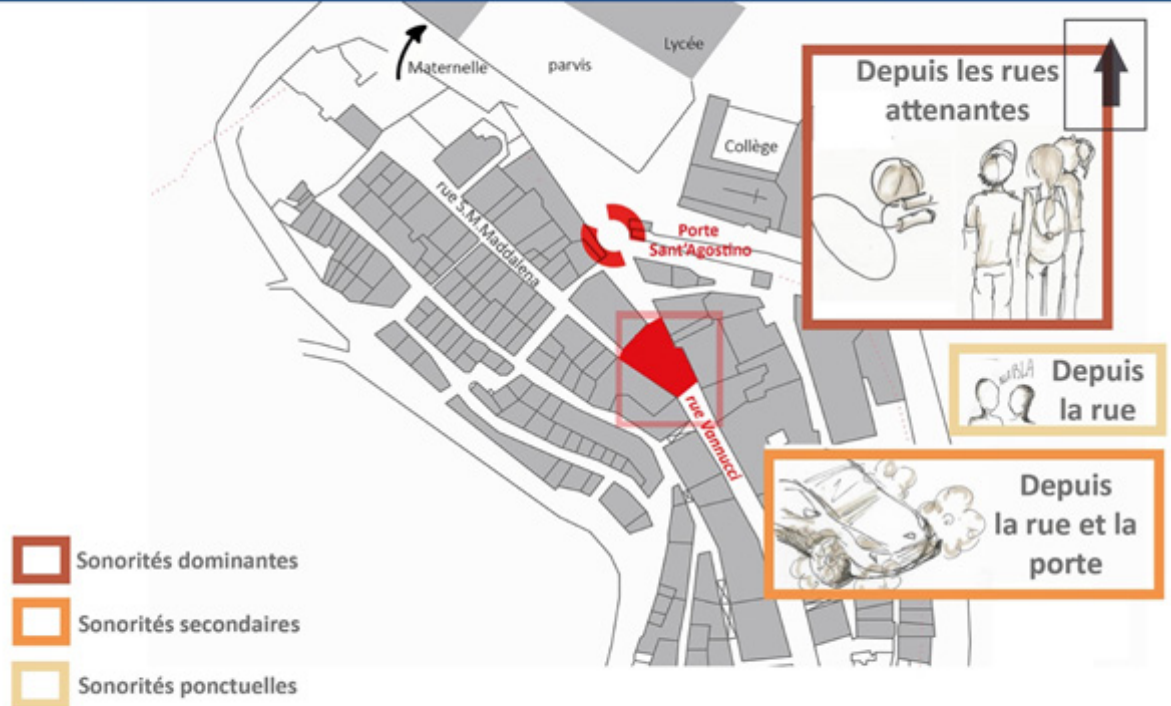 Lycée
Maternelle
parvis
Depuis les rues
attenantes
Collège
rue S.M.Maddalena
Porte
Sant'Agostino
BLA
Depuis
la rue
rue Vannucci
Depuis
la rue et la
porte
Sonorités dominantes
Sonorités secondaires
Sonorités ponctuelles